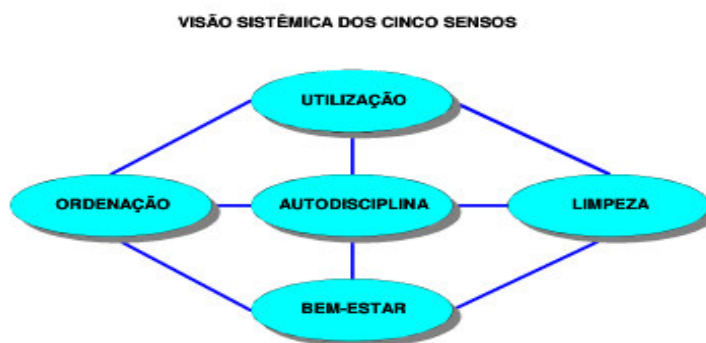 VISÃO SISTÊMICA DOS CINCO SENSOS
UTILIZAÇÃO
ORDENAÇÃO
AUTODISCIPLINA
LIMPEZA
BEM-ESTAR